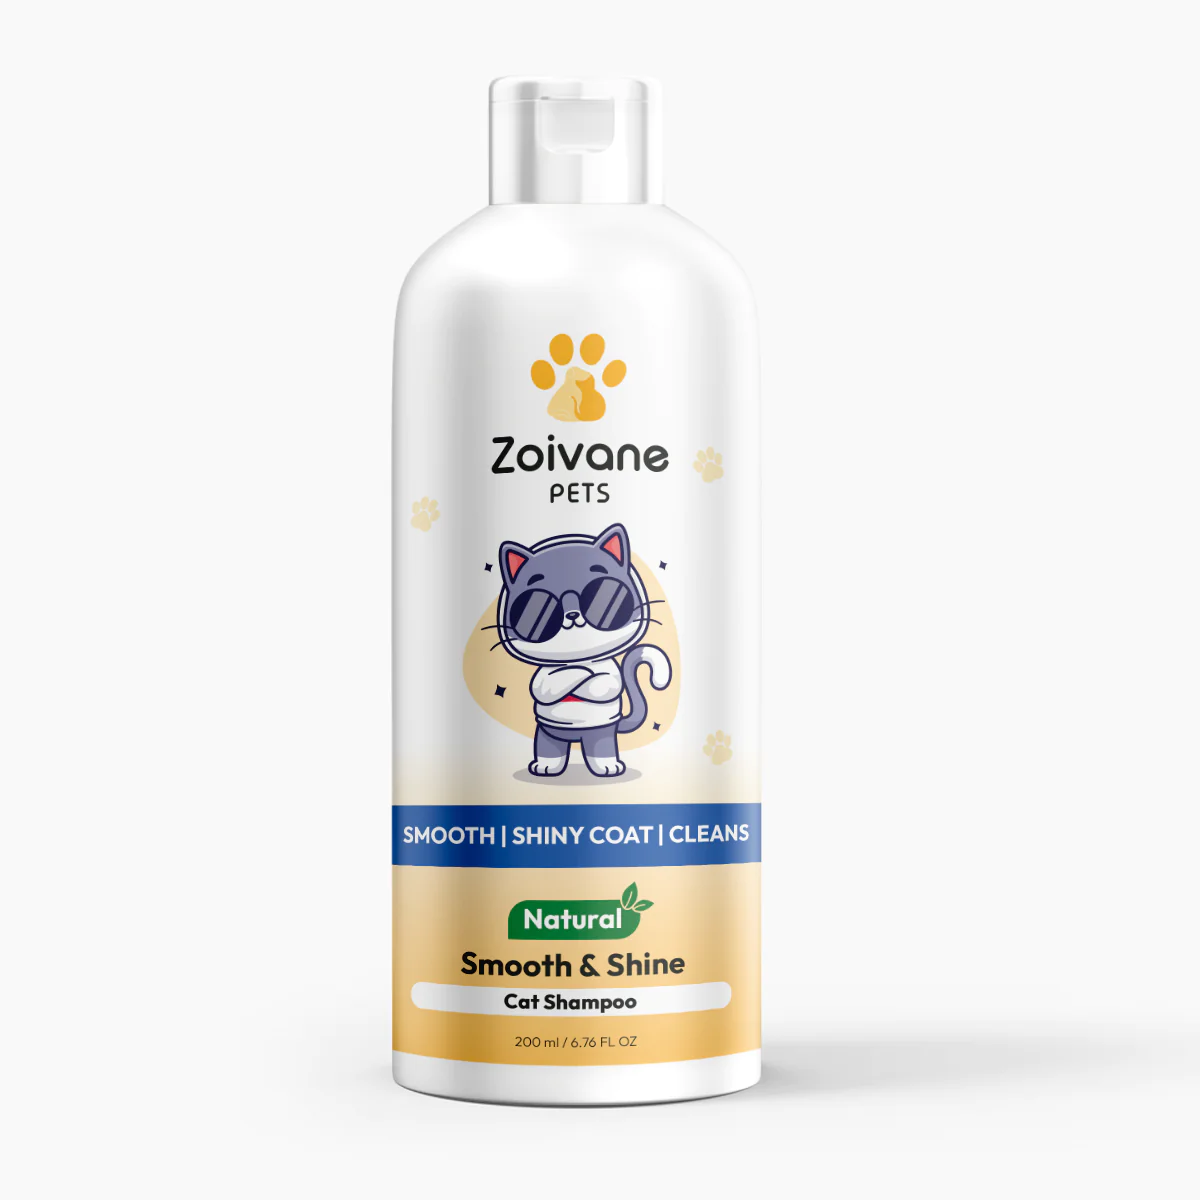 Zoivane
PETS
SMOOTH | SHINY COAT | CLEANS
Natural
Smooth & Shine
Cat Shampoo
200 ml / 6.76 FL OZ